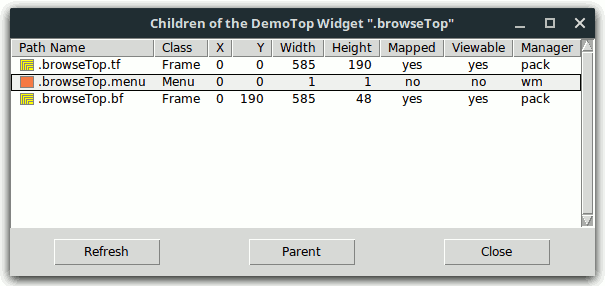 Children of the DemoTop Widget ".browseTop"
Path Name Class X Y Width Height Mapped Viewable Manager
.browseTop.tf Frame 0 0 585 190 yes yes pack
.browseTop.menu Menu 0 0 1 1 no no wm
.browseTop.bf Frame 0 190 585 48 yes yes pack
Refresh Parent Close